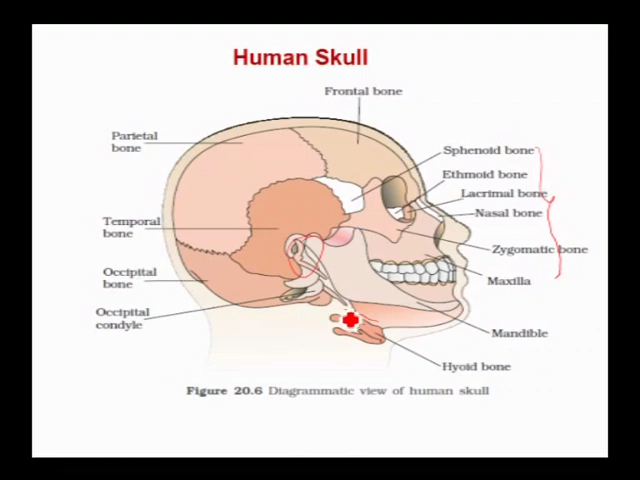 Human Skull
Frontal bone
Parietal
bone
Sphenoid bone
Ethmoid bone
Lacrimal bone
Nasal bone
Temporal
bone
Zygomatic bone
Occipital
bone
Maxilla
Occipital
condyle
Mandible
Hyoid bone
Figure 20.6 Diagrammatic view of human skull